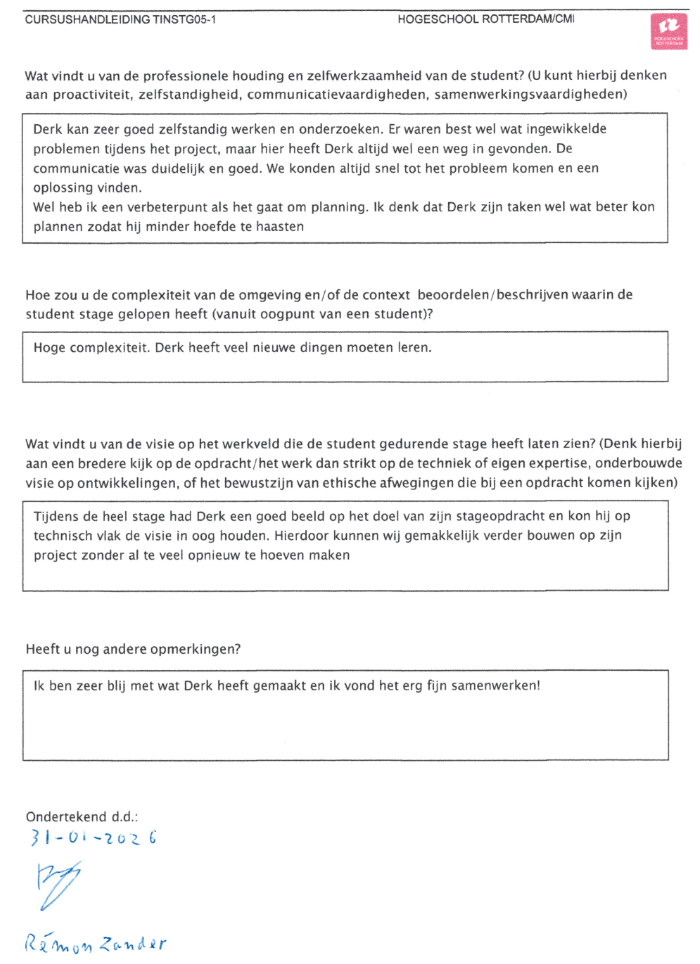 CURSUSHANDLEIDING TINSTG05-1 HOGESCHOOL ROTTERDAM/CMI
HOGESCHOOL
ROTTERDAM
Wat vindt u van de professionele houding en zelfwerkzaamheid van de student? (U kunt hierbij denken
aan proactiviteit, zelfstandigheid, communicatievaardigheden, samenwerkingsvaardigheden)
Derk kan zeer goed zelfstandig werken en onderzoeken. Er waren best wel wat ingewikkelde
problemen tijdens het project, maar hier heeft Derk altijd wel een weg in gevonden. De
communicatie was duidelijk en goed. We konden altijd snel tot het probleem komen en een
oplossing vinden.
Wel heb ik een verbeterpunt als het gaat om planning. Ik denk dat Derk zijn taken wel wat beter kon
plannen zodat hij minder hoefde te haasten
Hoe zou u de complexiteit van de omgeving en/of de context beoordelen/beschrijven waarin de
student stage gelopen heeft (vanuit oogpunt van een student)?
Hoge complexiteit. Derk heeft veel nieuwe dingen moeten leren.
Wat vindt u van de visie op het werkveld die de student gedurende stage heeft laten zien? (Denk hierbij
aan een bredere kijk op de opdracht/het werk dan strikt op de techniek of eigen expertise, onderbouwde
visie op ontwikkelingen, of het bewustzijn van ethische afwegingen die bij een opdracht komen kijken)
Tijdens de heel stage had Derk een goed beeld op het doel van zijn stageopdracht en kon hij op
technisch vlak de visie in oog houden. Hierdoor kunnen wij gemakkelijk verder bouwen op zijn
project zonder al te veel opnieuw te hoeven maken
Heeft u nog andere opmerkingen?
Ik ben zeer blij met wat Derk heeft gemaakt en ik vond het erg fijn samenwerken!
Ondertekend d.d.:
31-01-2026
Rémon Zander